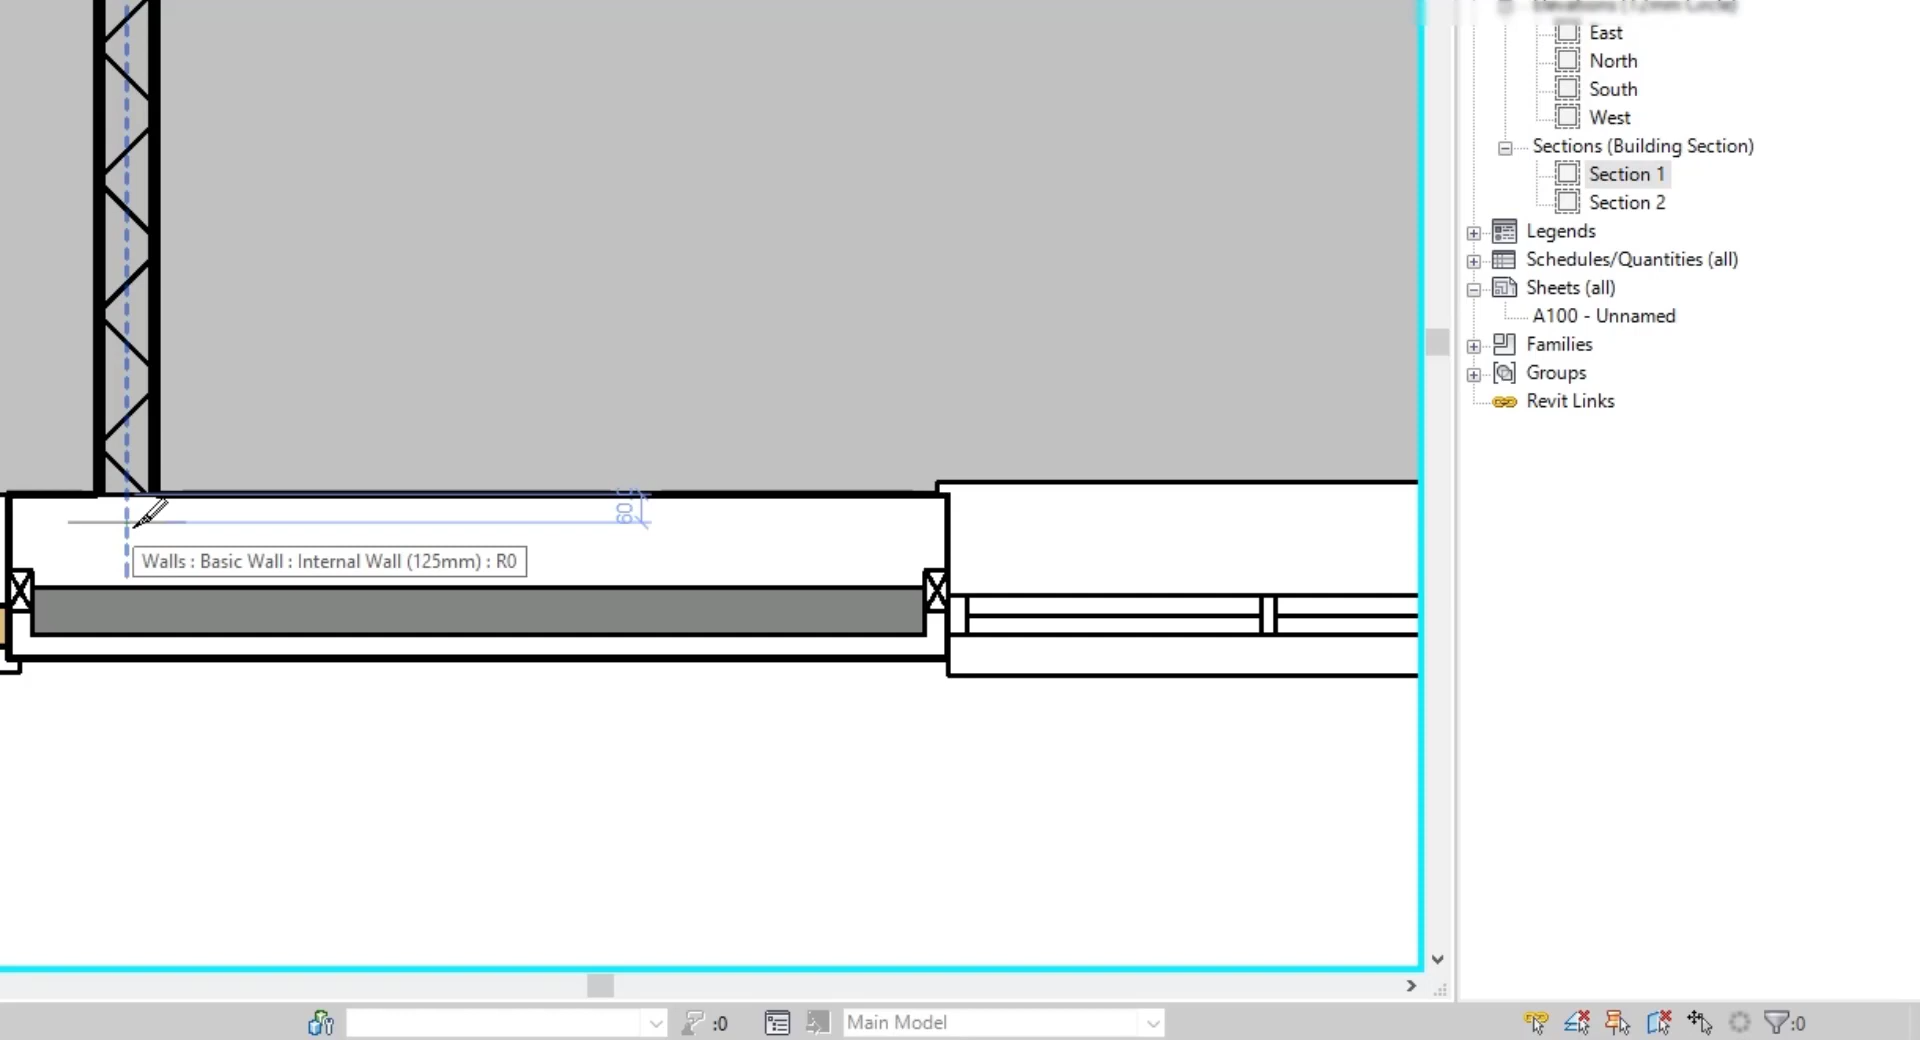 East
North
South
West
Sections (Building Section)
Section 1
Section 2
Legends
Schedules/Quantities (all)
Sheets (all)
A100 - Unnamed
Families
Groups
Revit Links
Walls : Basic Wall : Internal Wall (125mm) : R0
:0
Main Model
:0